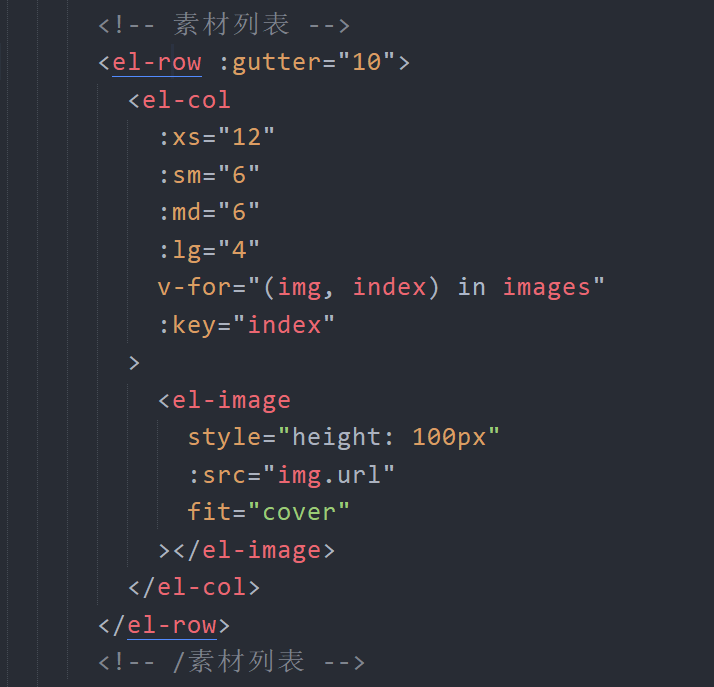 <!-- 素材列表 -->
<el-row :gutter="10">
<el-col
:xs="12"
:sm="6"
:md="6"
:lg="4"
v-for="(img, index) in images"
:key="index"
>
<el-image
style="height: 100px"
:src="img.url"
fit="cover"
></el-image>
</el-col>
</el-row>
<!-- /素材列表 -->